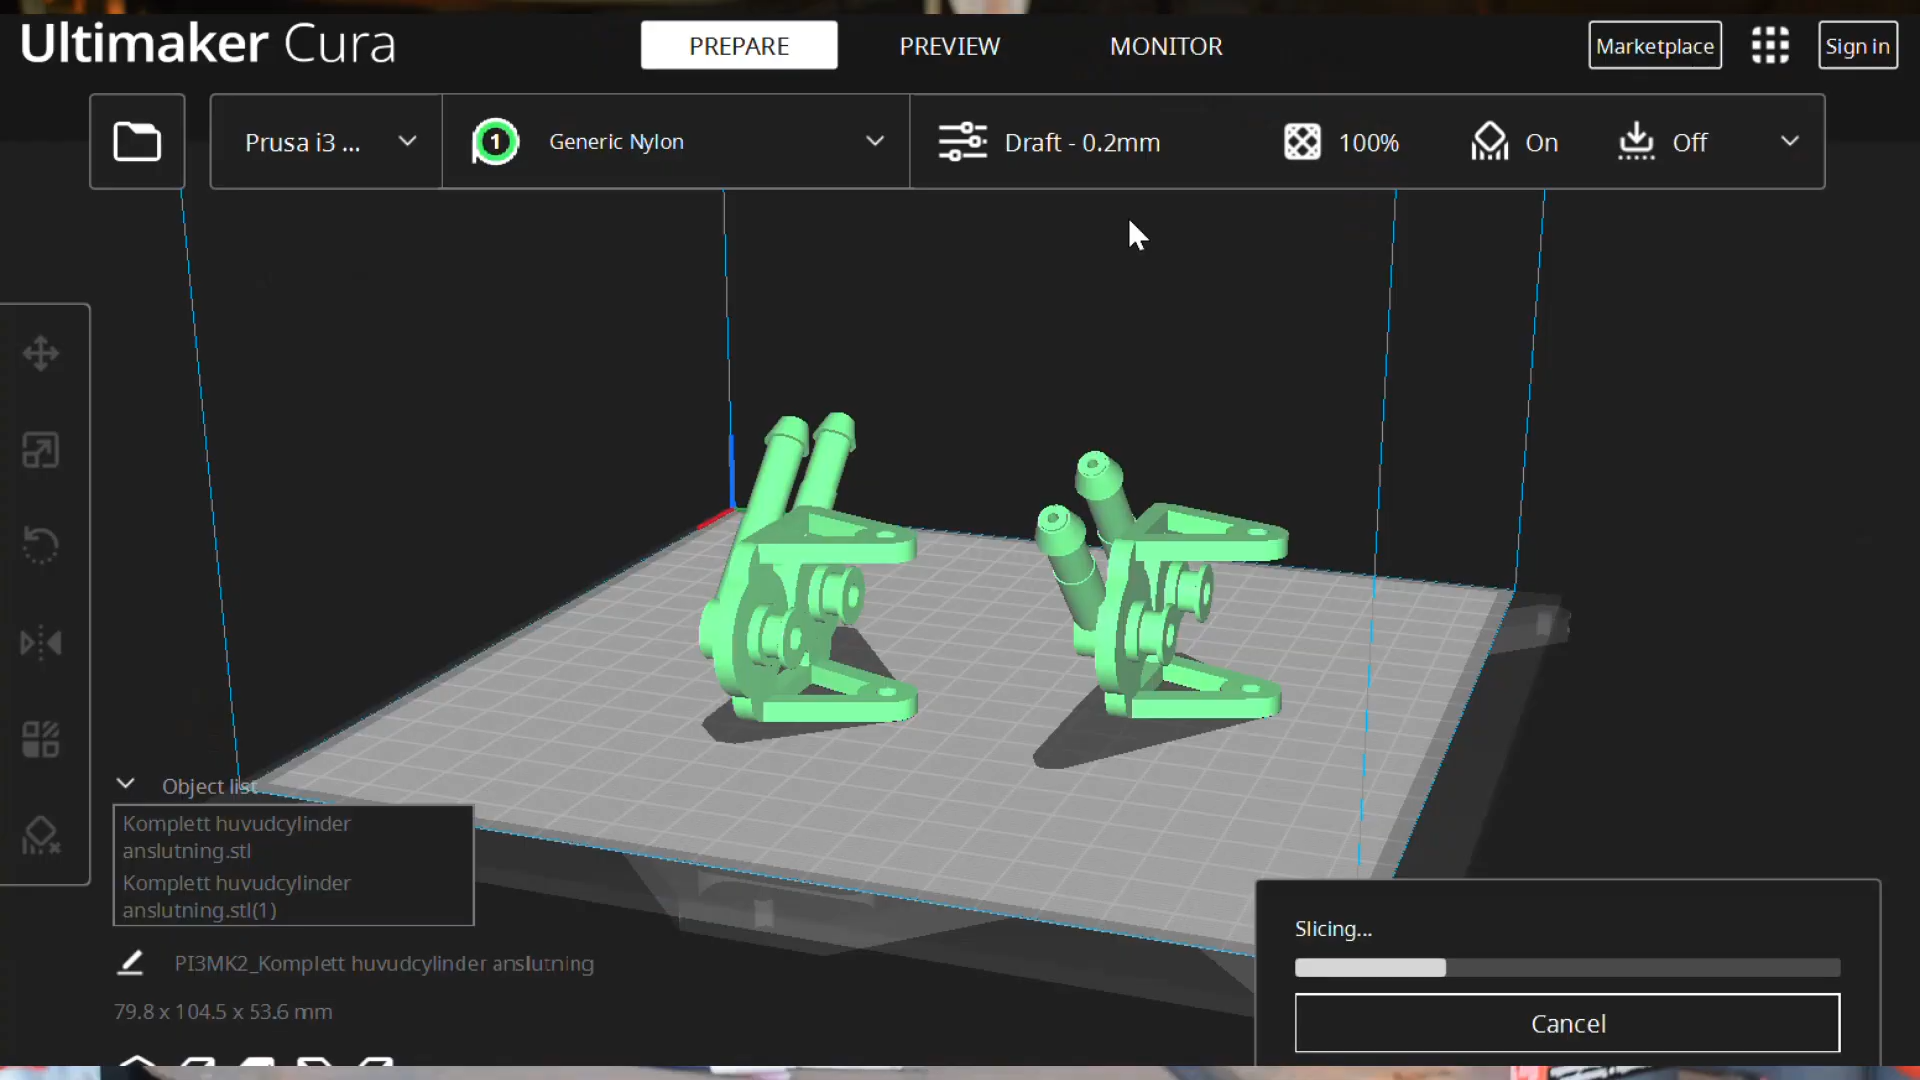 Ultimaker Cura
PREPARE
PREVIEW
MONITOR
Marketplace
Sign in
Prusa i3 ...
1
Generic Nylon
Draft - 0.2mm
100%
On
Off
Object list
Komplett huvudcylinder
anslutning.stl
Komplett huvudcylinder
anslutning.stl(1)
PI3MK2_Komplett huvudcylinder anslutning
79.8 x 104.5 x 53.6 mm
Slicing...
Cancel